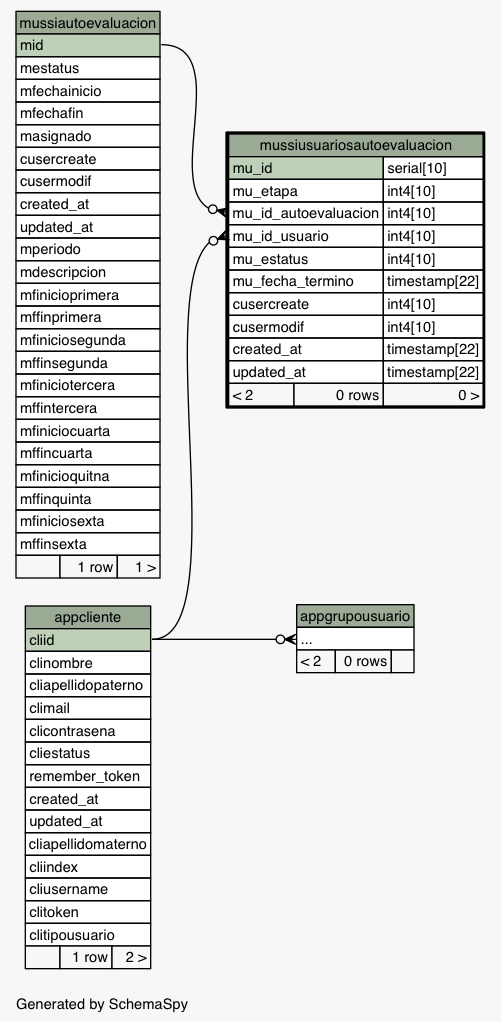 mussiautoevaluacion
mid
mestatus
mfechainicio
mfechafin
masignado
cusercreate
cusermodif
created_at
updated_at
mperiodo
mdescripcion
mfinicioprimera
mffinprimera
mfiniciosegunda
mffinsegunda
mfiniciotercera
mffintercera
mfiniciocuarta
mffincuarta
mfinicioquitna
mffinquinta
mfiniciosexta
mffinsexta
1 row 1 >
mussiusuariosautoevaluacion
mu_id serial[10]
mu_etapa int4[10]
mu_id_autoevaluacion int4[10]
mu_id_usuario int4[10]
mu_estatus int4[10]
mu_fecha_termino timestamp[22]
cusercreate int4[10]
cusermodif int4[10]
created_at timestamp[22]
updated_at timestamp[22]
< 2 0 rows 0 >
appcliente
cliid
clinombre
cliapellidopaterno
climail
clicontrasena
cliestatus
remember_token
created_at
updated_at
cliapellidomaterno
cliindex
cliusername
clitoken
clitipousuario
1 row 2 >
appgrupousuario
...
< 2 0 rows
Generated by SchemaSpy